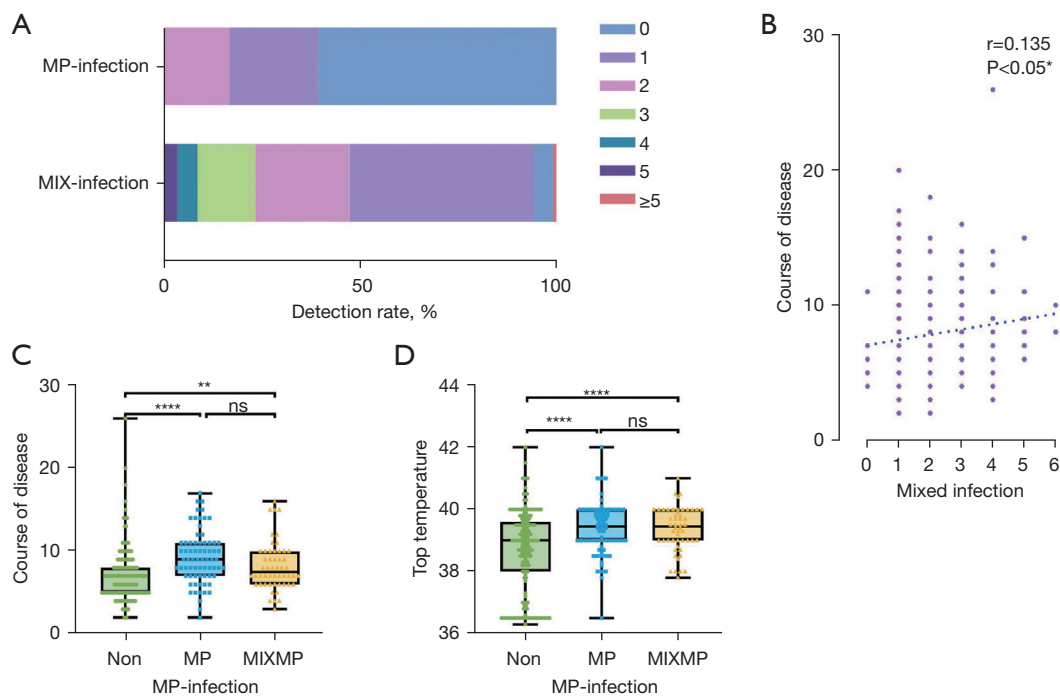 A
MP-infection
MIX-infection
0
50
100
Detection rate, %
0
1
2
3
4
5
≥5
B
r=0.135
P<0.05*
30
20
10
0
Course of disease
0 1 2 3 4 5 6
Mixed infection
C
30
20
10
0
Course of disease
**
****
ns
Non MP MIXMP
MP-infection
D
44
42
40
38
36
Top temperature
****
****
ns
Non MP MIXMP
MP-infection